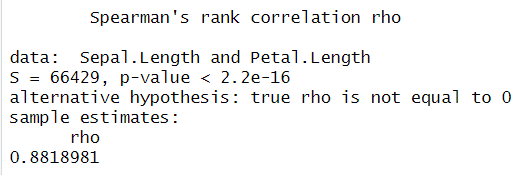 Spearman's rank correlation rho
data: Sepal.Length and Petal.Length
S = 66429, p-value < 2.2e-16
alternative hypothesis: true rho is not equal to 0
sample estimates:
rho
0.8818981